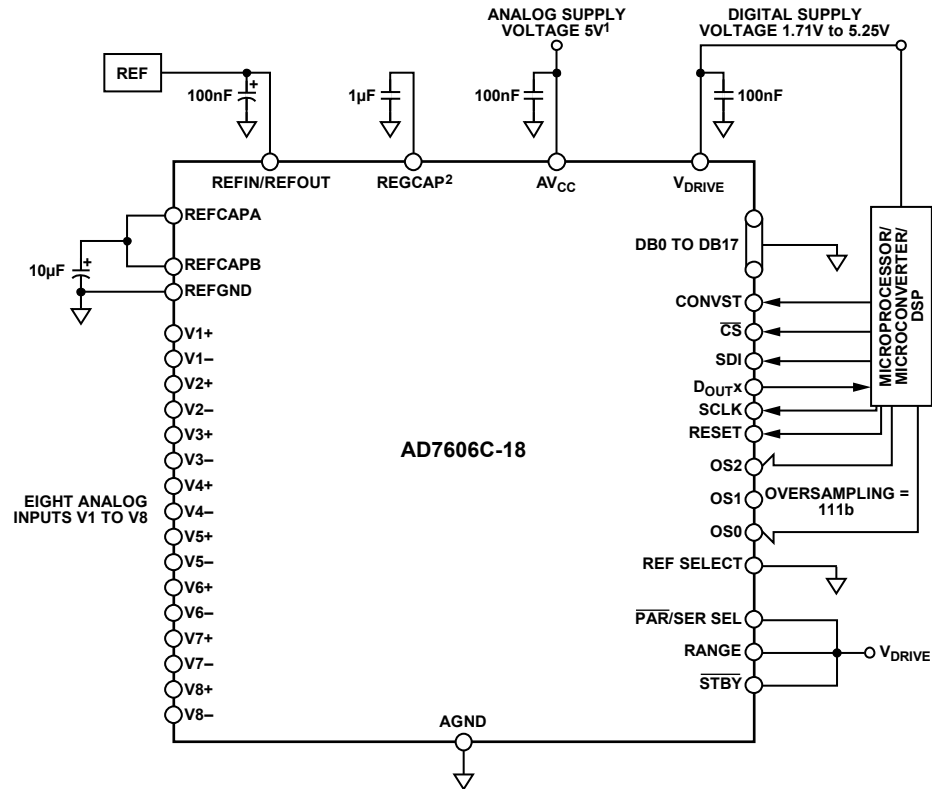 ANALOG SUPPLY
VOLTAGE 5V1
DIGITAL SUPPLY
VOLTAGE 1.71V to 5.25V
REF
+
100nF
1µF
100nF
100nF
REFIN/REFOUT
REGCAP2
AVCC
VDRIVE
REFCAPA
REFCAPB
REFGND
+
10µF
V1+
V1–
V2+
V2–
V3+
V3–
V4+
V4–
V5+
V5–
V6+
V6–
V7+
V7–
V8+
V8–
EIGHT ANALOG
INPUTS V1 TO V8
AD7606C-18
DB0 TO DB17
CONVST
CS
SDI
DOUTx
SCLK
RESET
OS2
OS1
OS0
OVERSAMPLING =
111b
REF SELECT
PAR/SER SEL
RANGE
STBY
VDRIVE
MICROPROCESSOR/
MICROCONVERTER/
DSP
AGND